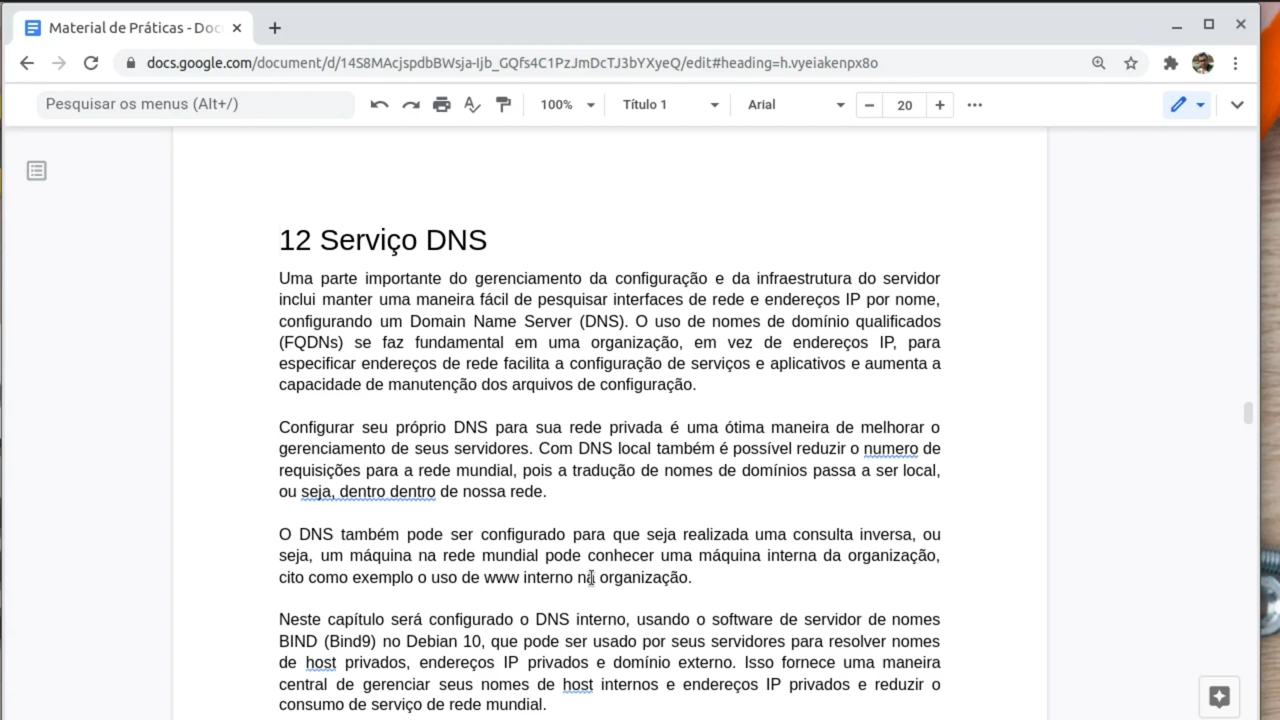 Material de Práticas - Doc
docs.google.com/document/d/14S8MAcjspdbBWsja-Ijb_GQfs4C1PzJmDcTJ3bYXyeQ/edit#heading=h.vyeiakenpx8o
Pesquisar os menus (Alt+/)
100%
Título 1
Arial
20
12 Serviço DNS
Uma parte importante do gerenciamento da configuração e da infraestrutura do servidor
inclui manter uma maneira fácil de pesquisar interfaces de rede e endereços IP por nome,
configurando um Domain Name Server (DNS). O uso de nomes de domínio qualificados
(FQDNs) se faz fundamental em uma organização, em vez de endereços IP, para
especificar endereços de rede facilita a configuração de serviços e aplicativos e aumenta a
capacidade de manutenção dos arquivos de configuração.
Configurar seu próprio DNS para sua rede privada é uma ótima maneira de melhorar o
gerenciamento de seus servidores. Com DNS local também é possível reduzir o numero de
requisições para a rede mundial, pois a tradução de nomes de domínios passa a ser local,
ou seja, dentro dentro de nossa rede.
O DNS também pode ser configurado para que seja realizada uma consulta inversa, ou
seja, um máquina na rede mundial pode conhecer uma máquina interna da organização,
cito como exemplo o uso de www interno na organização.
Neste capítulo será configurado o DNS interno, usando o software de servidor de nomes
BIND (Bind9) no Debian 10, que pode ser usado por seus servidores para resolver nomes
de host privados, endereços IP privados e domínio externo. Isso fornece uma maneira
central de gerenciar seus nomes de host internos e endereços IP privados e reduzir o
consumo de serviço de rede mundial.